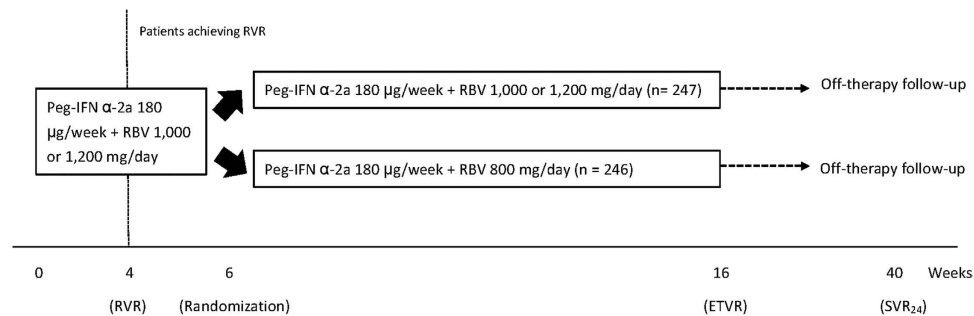 Patients achieving RVR
Peg-IFN α-2a 180
µg/week + RBV 1,000
or 1,200 mg/day
Peg-IFN α-2a 180 µg/week + RBV 1,000 or 1,200 mg/day (n= 247)
Off-therapy follow-up
Peg-IFN α-2a 180 µg/week + RBV 800 mg/day (n = 246)
Off-therapy follow-up
0 4 6 16 40 Weeks
(RVR) (Randomization) (ETVR) (SVR₂₄)